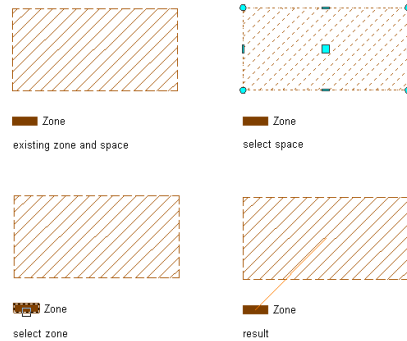 Zone
existing zone and space
Zone
select space
Zone
select zone
Zone
result